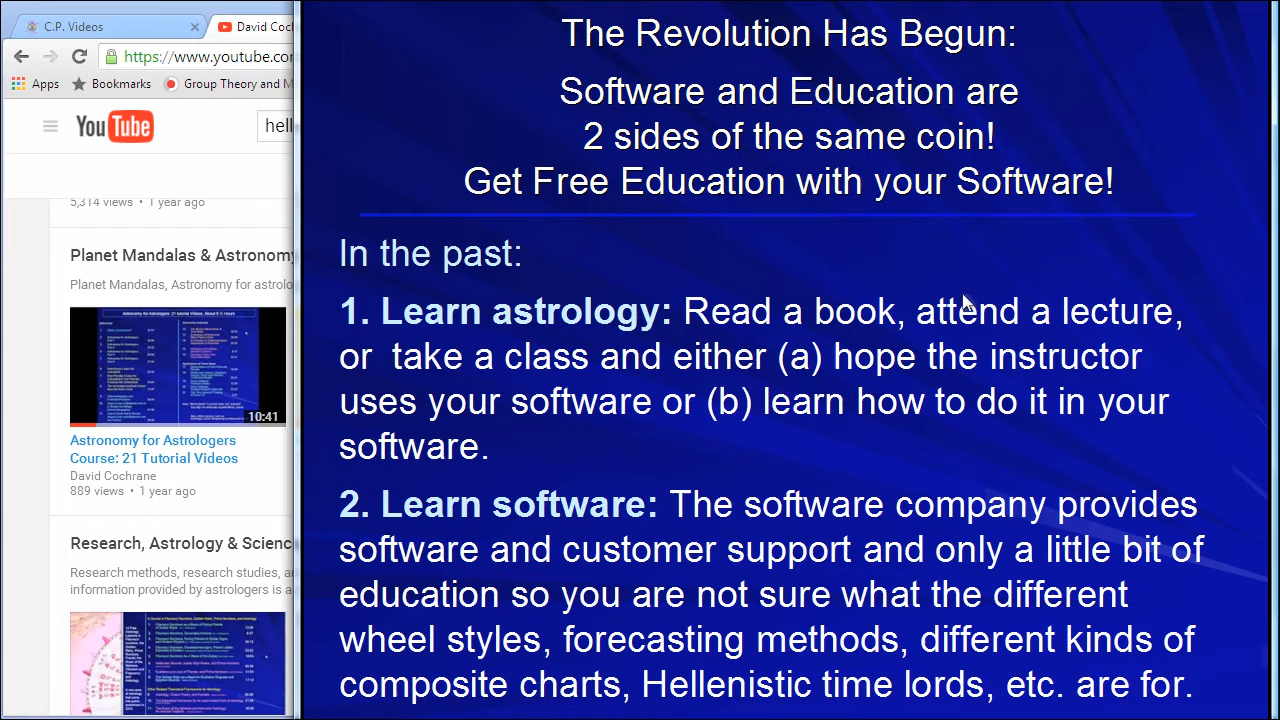 C.P. Videos
David Coch
https://www.youtube.co
Apps Bookmarks Group Theory and M
YouTube
hell
5,314 views • 1 year ago
Planet Mandalas & Astronomy
Planet Mandalas, Astronomy for astrolo
10:41
Astronomy for Astrologers
Course: 21 Tutorial Videos
David Cochrane
889 views • 1 year ago
Research, Astrology & Scienc
Research methods, research studies, a
information provided by astrologers is a
The Revolution Has Begun:
Software and Education are
2 sides of the same coin!
Get Free Education with your Software!
In the past:
1. Learn astrology: Read a book, attend a lecture,
or take a class and either (a) hope the instructor
uses your software or (b) learn how to do it in your
software.
2. Learn software: The software company provides
software and customer support and only a little bit of
education so you are not sure what the different
wheel styles, forecasting methods, different kinds of
composite charts, Hellenistic time lords, etc. are for.